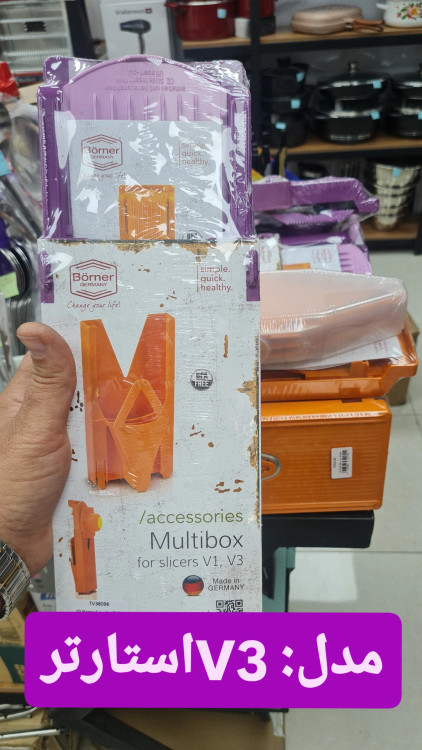 Börner
GERMANY
quick.
healthy.
Börner
GERMANY
Change your life!
simple.
quick.
healthy.
BPA
FREE
/accessories
Multibox
for slicers V1, V3
Made in
GERMANY
مدل: V3استارتر